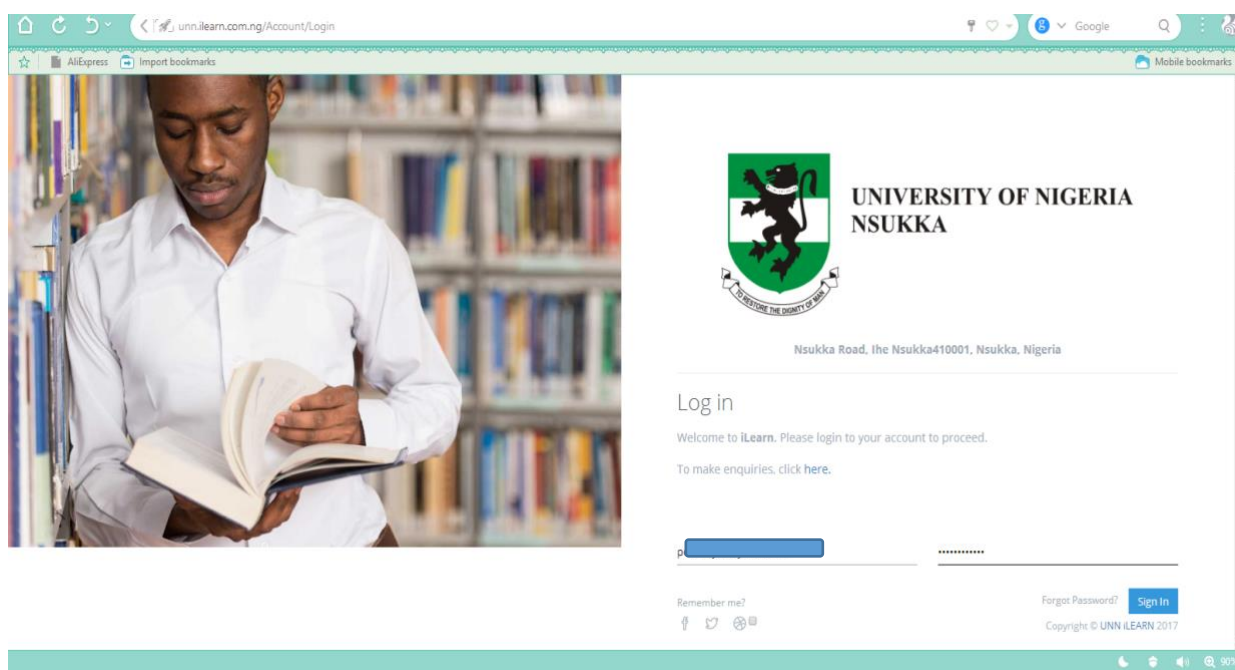 unn.ilearn.com.ng/Account/Login
Google
AliExpress
Import bookmarks
Mobile bookmarks
UNIVERSITY OF NIGERIA
NSUKKA
TO RESTORE THE DIGNITY OF MAN
Nsukka Road, Ihe Nsukka410001, Nsukka, Nigeria
Log in
Welcome to iLearn. Please login to your account to proceed.
To make enquiries, click here.
Remember me?
Forgot Password?
Sign In
Copyright © UNN iLEARN 2017
90%